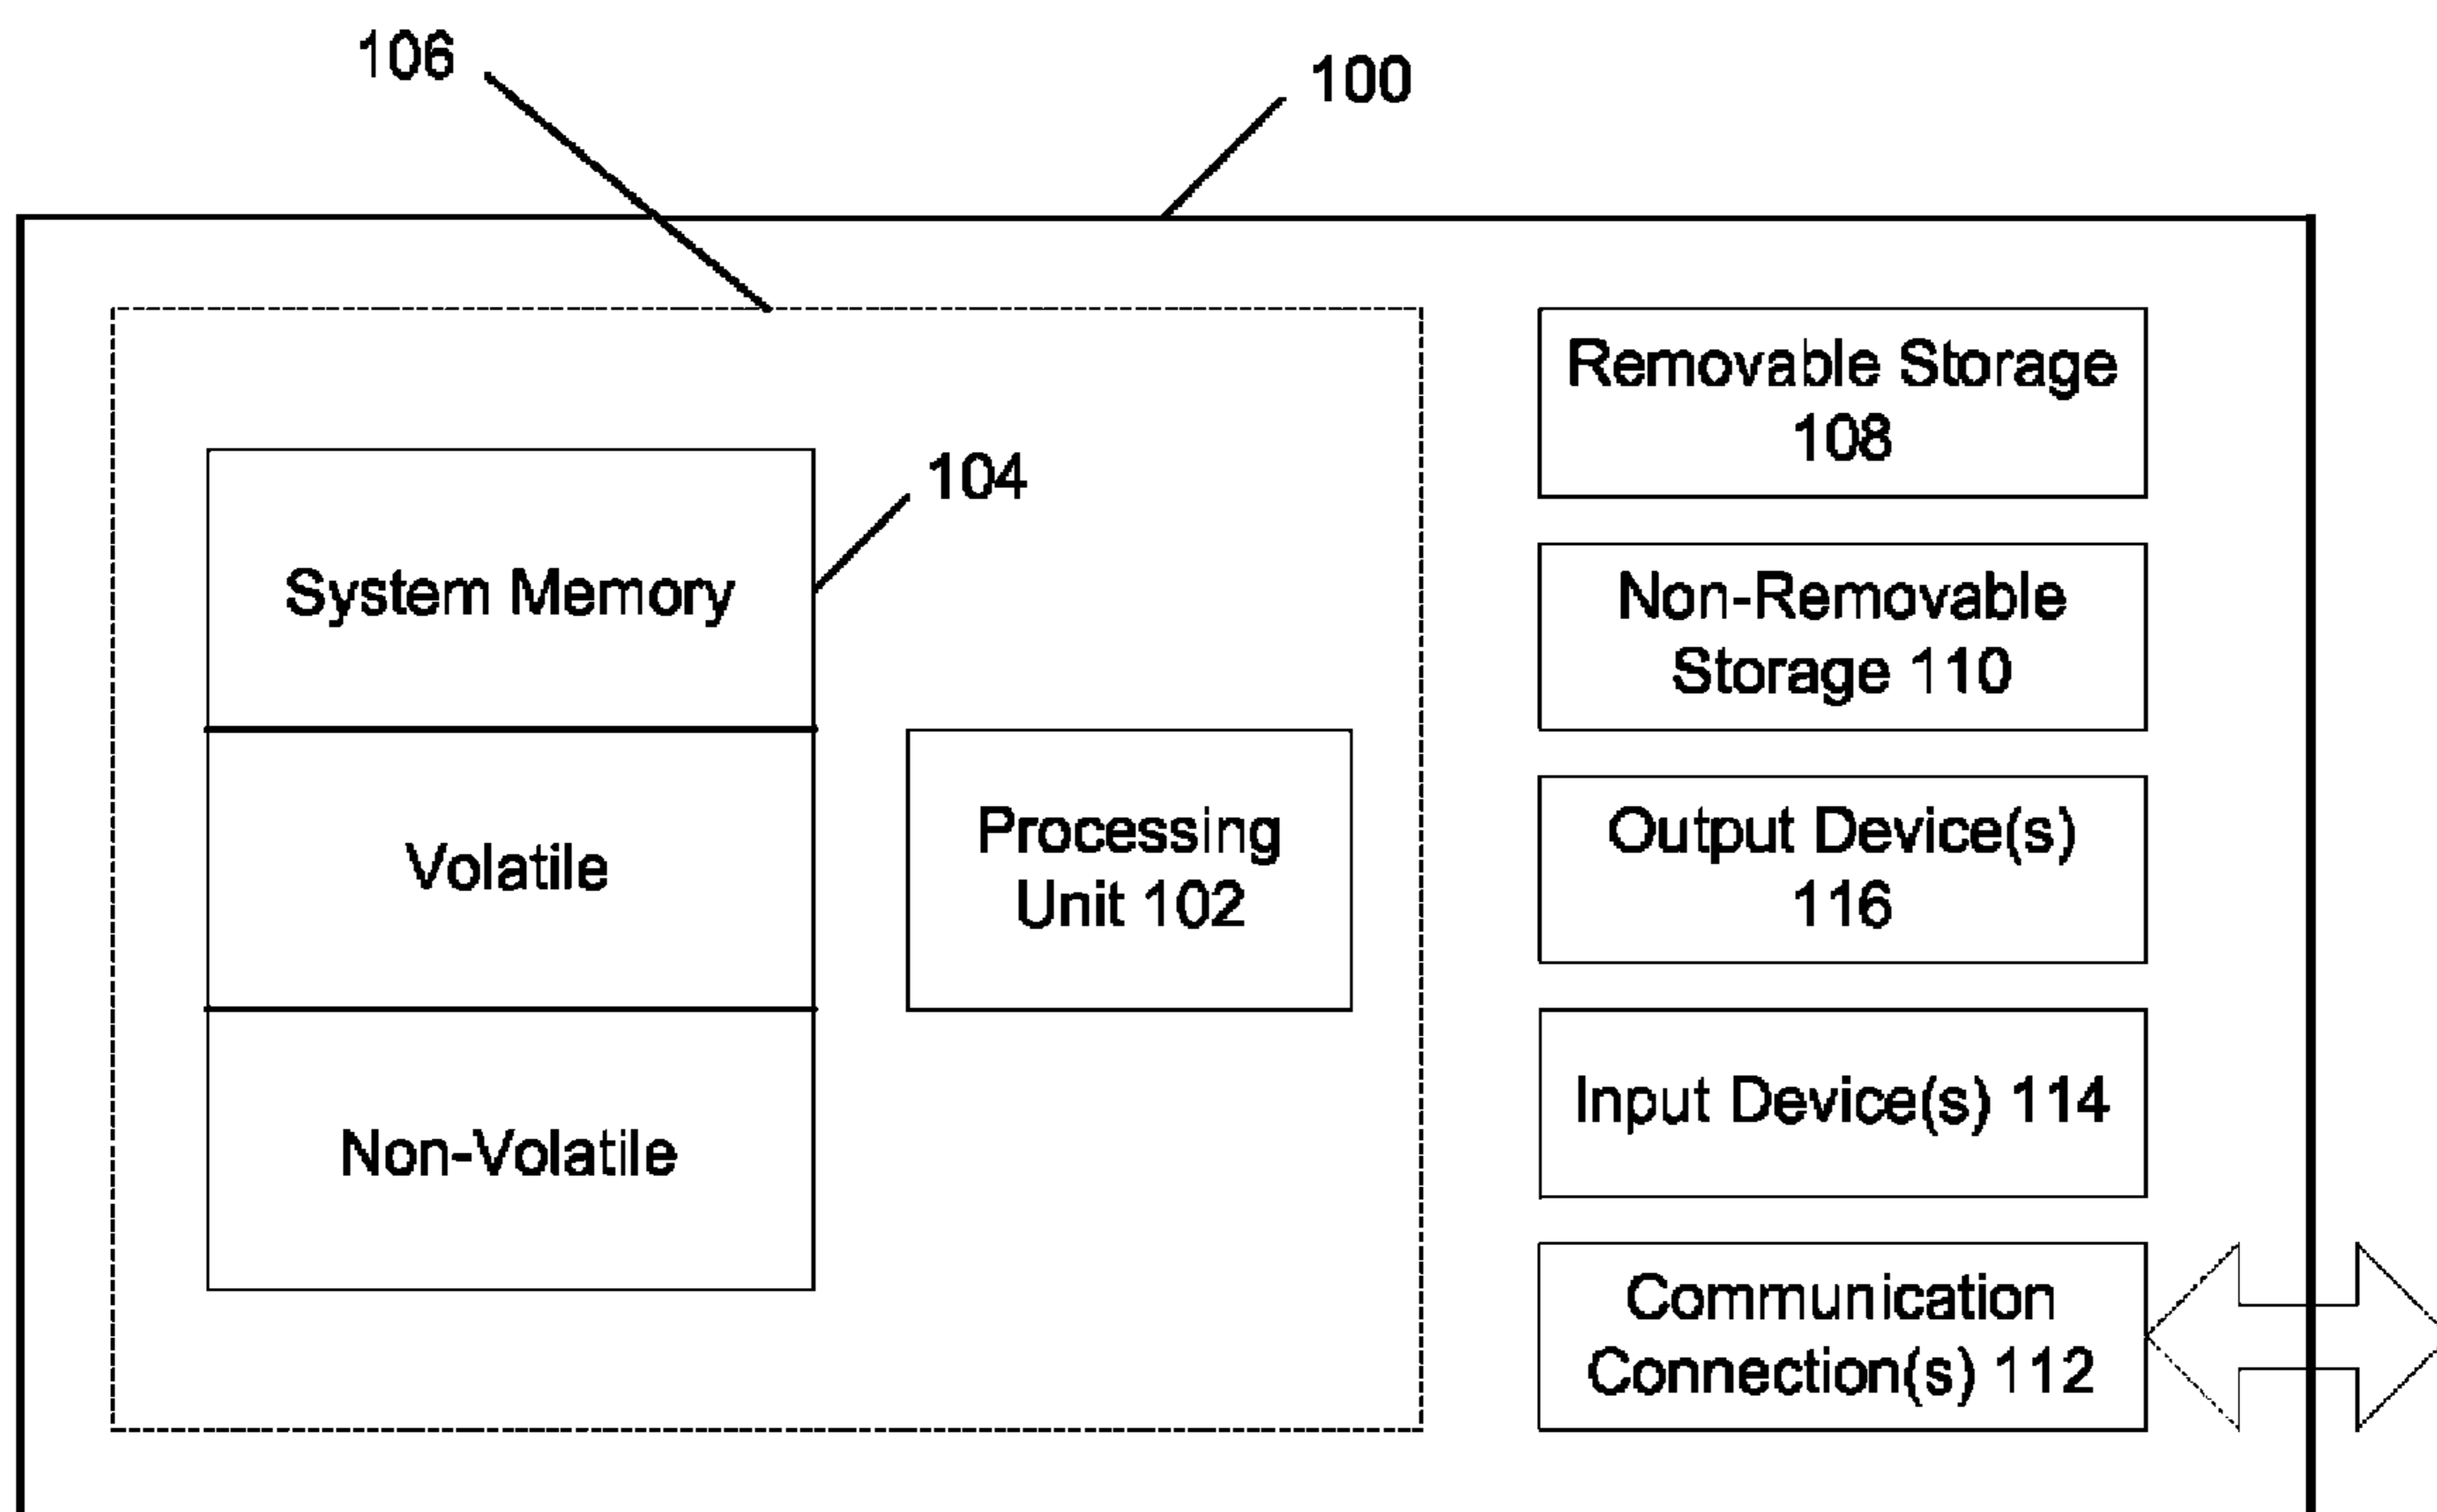 106
100
104
System Memory
Volatile
Non-Volatile
Processing
Unit 102
Removable Storage
108
Non-Removable
Storage 110
Output Device(s)
116
Input Device(s) 114
Communication
Connection(s) 112